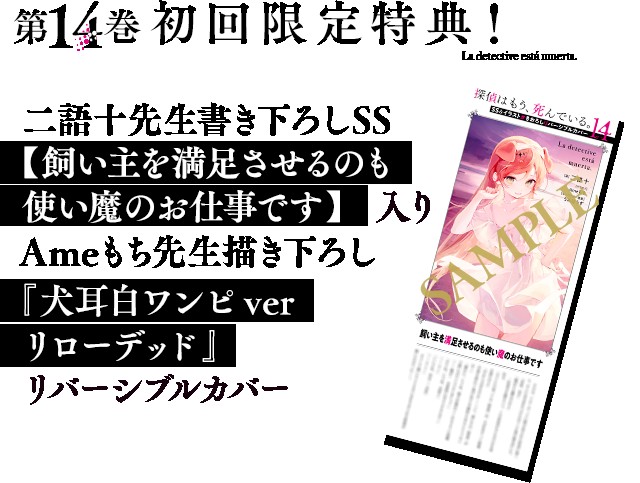 第14巻 初回限定特典！
La detective está muerta.
二語十先生書き下ろしSS
【飼い主を満足させるのも
使い魔のお仕事です】入り
Ameもち先生描き下ろし
『犬耳白ワンピ ver
リローデッド』
リバーシブルカバー
探偵はもう、死んでいる。14
La detective
está
muerta.
SAMPLE
飼い主を満足させるのも使い魔のお仕事です